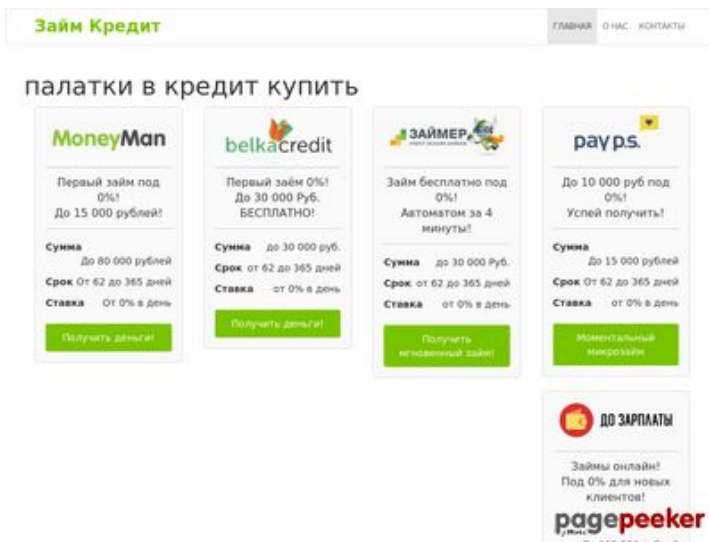 Займ Кредит
ГЛАВНАЯ О НАС КОНТАКТЫ
палатки в кредит купить
MoneyMan
Первый займ под
0%!
До 15 000 рублей!
Сумма
До 80 000 рублей
Срок От 62 до 365 дней
Ставка От 0% в день
Получить деньги!
belkacredit
Первый заём 0%!
До 30 000 Руб.
БЕСПЛАТНО!
Сумма до 30 000 руб.
Срок от 62 до 365 дней
Ставка от 0% в день
Получить деньги!
ЗАЙМЕР
Займ бесплатно под
0%!
Автоматом за 4
минуты!
Сумма до 30 000 Руб.
Срок от 62 до 365 дней
Ставка от 0% в день
Получить
мгновенный займ!
pay p.s.
До 10 000 руб под
0%!
Успей получить!
Сумма
До 15 000 рублей
Срок От 62 до 365 дней
Ставка от 0% в день
Моментальный
микрозайм
ДО ЗАРПЛАТЫ
Займы онлайн!
Под 0% для новых
клиентов!
pagepeeker